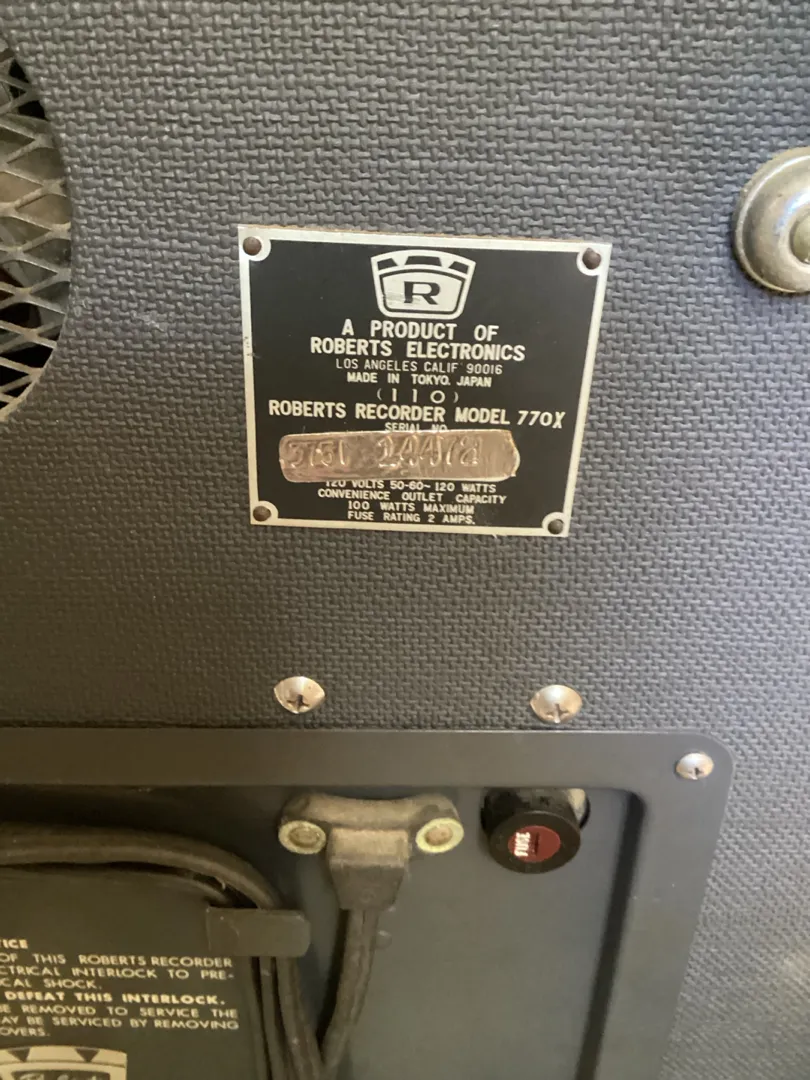 R
A PRODUCT OF
ROBERTS ELECTRONICS
LOS ANGELES CALIF 90016
MADE IN TOKYO. JAPAN
(110)
ROBERTS RECORDER MODEL 770X
SERIAL NO.
120 VOLTS 50-60~ 120 WATTS
CONVENIENCE OUTLET CAPACITY
100 WATTS MAXIMUM
FUSE RATING 2 AMPS.
FUSE
TICE
OF THIS ROBERTS RECORDER
CTRICAL INTERLOCK TO PRE-
CAL SHOCK.
DEFEAT THIS INTERLOCK.
BE REMOVED TO SERVICE THE
AY BE SERVICED BY REMOVING
OVERS.